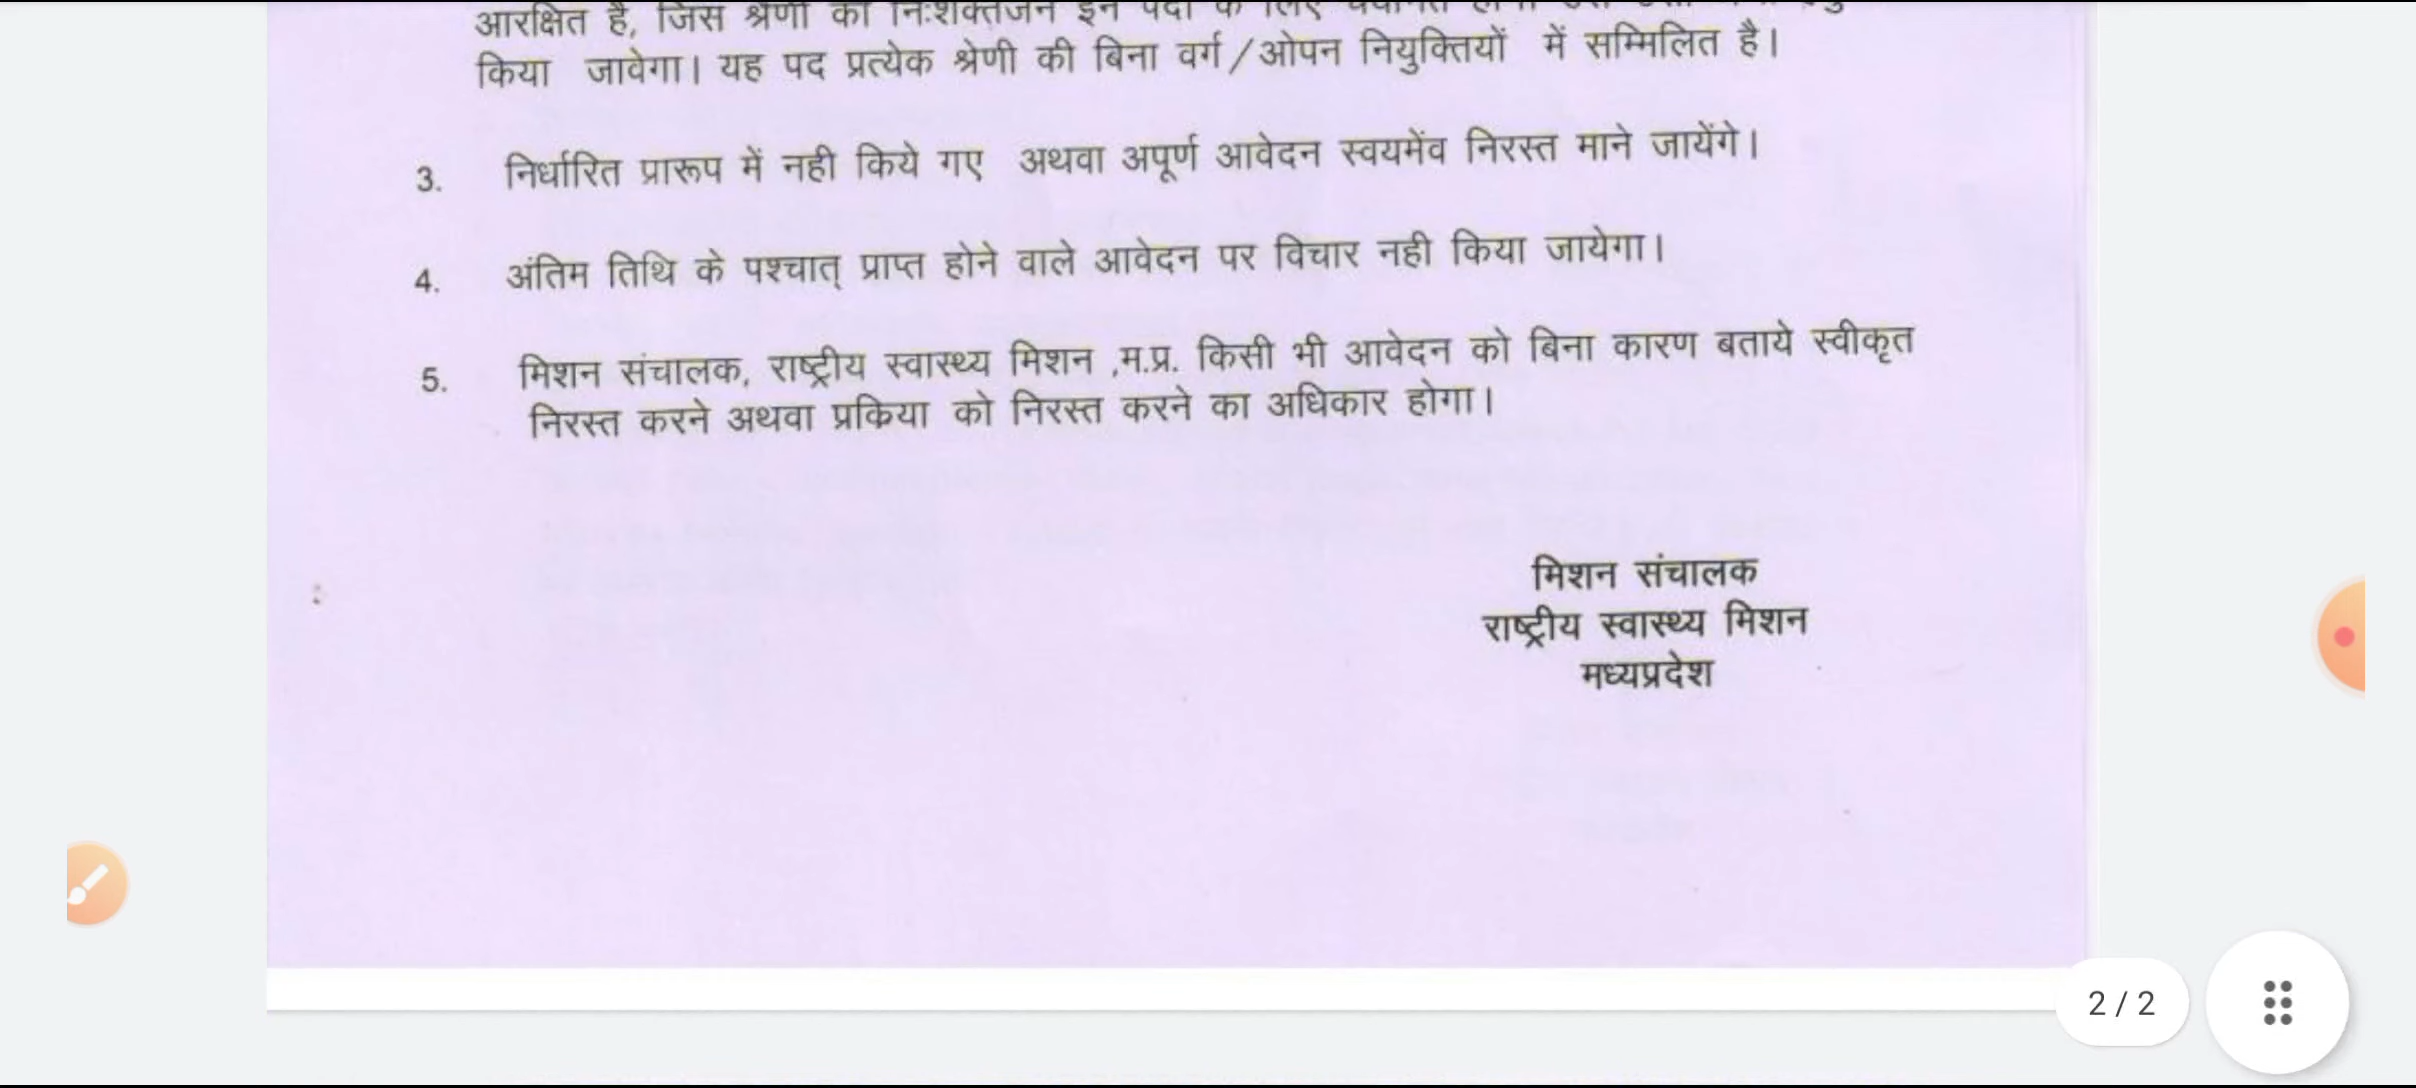 आरक्षित है, जिस श्रेणी का निःशक्तजन इन पदों के लिए
किया जावेगा। यह पद प्रत्येक श्रेणी की बिना वर्ग/ओपन नियुक्तियों में सम्मिलित है।
3. निर्धारित प्रारूप में नही किये गए अथवा अपूर्ण आवेदन स्वयमेंव निरस्त माने जायेंगे।
4. अंतिम तिथि के पश्चात् प्राप्त होने वाले आवेदन पर विचार नही किया जायेगा।
5. मिशन संचालक, राष्ट्रीय स्वास्थ्य मिशन ,म.प्र. किसी भी आवेदन को बिना कारण बताये स्वीकृत
निरस्त करने अथवा प्रकिया को निरस्त करने का अधिकार होगा।
मिशन संचालक
राष्ट्रीय स्वास्थ्य मिशन
मध्यप्रदेश
2 / 2